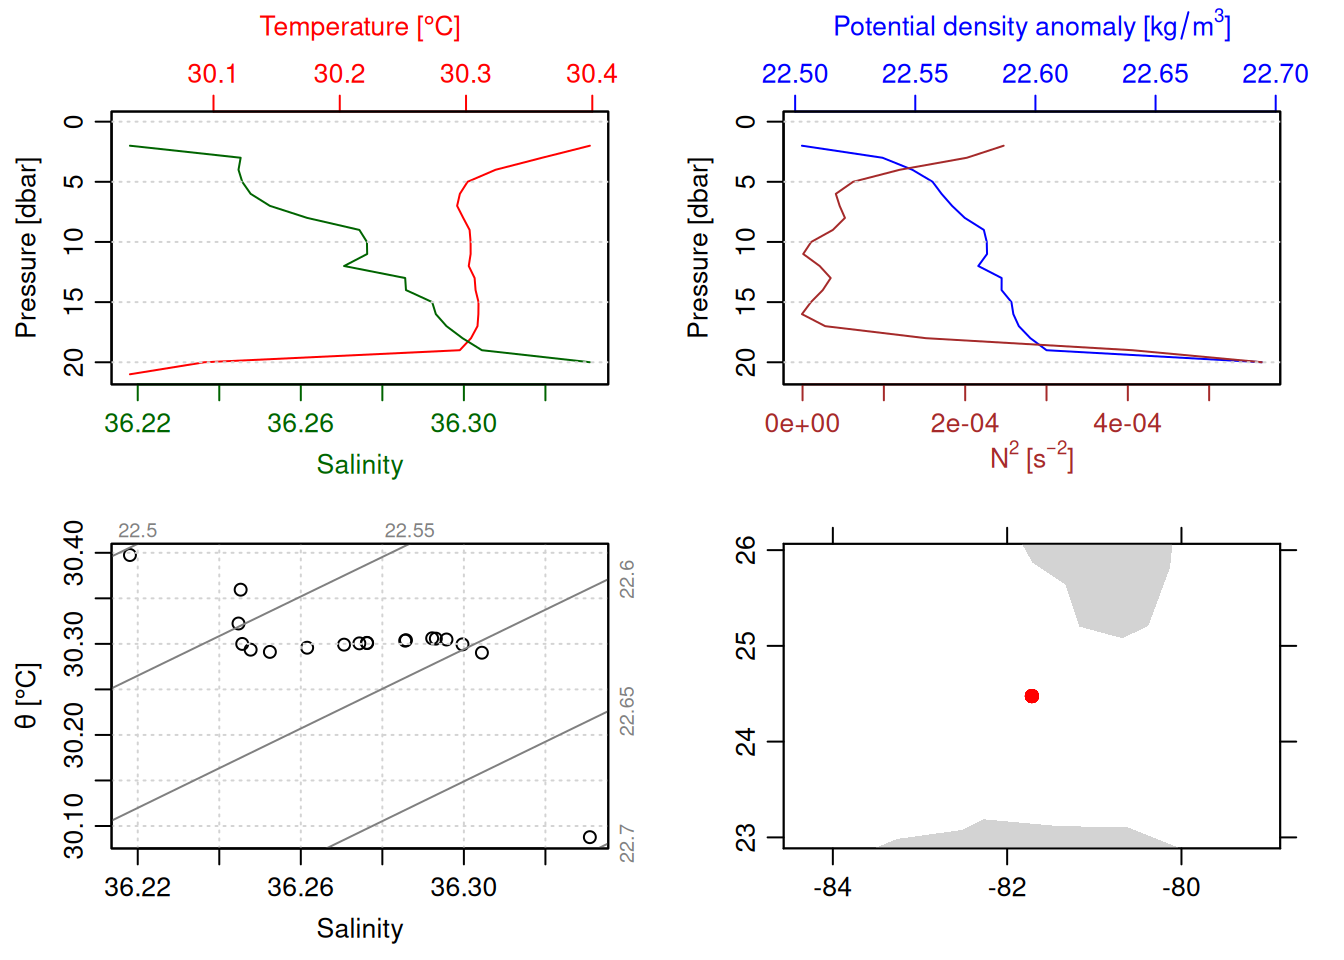 Temperature [°C]
30.1 30.2 30.3 30.4
Pressure [dbar]
0 5 10 15 20
36.22 36.26 36.30
Salinity
Potential density anomaly [kg/m³]
22.50 22.55 22.60 22.65 22.70
Pressure [dbar]
0 5 10 15 20
0e+00 2e-04 4e-04
N² [s⁻²]
22.5 22.55
22.6
22.65
22.7
θ [°C]
30.40 30.30 30.20 30.10
36.22 36.26 36.30
Salinity
26 25 24 23
-84 -82 -80